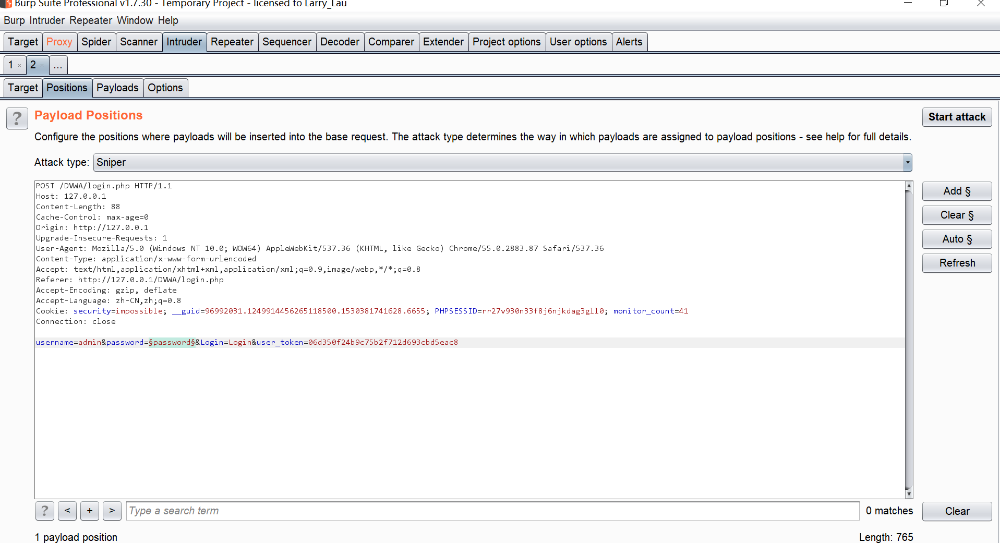 Burp Suite Professional v1.7.30 - Temporary Project - licensed to Larry_Lau
Burp Intruder Repeater Window Help
Target Proxy Spider Scanner Intruder Repeater Sequencer Decoder Comparer Extender Project options User options Alerts
1 × 2 × ...
Target Positions Payloads Options
? Payload Positions
Start attack
Configure the positions where payloads will be inserted into the base request. The attack type determines the way in which payloads are assigned to payload positions - see help for full details.
Attack type: Sniper
POST /DVWA/login.php HTTP/1.1
Host: 127.0.0.1
Content-Length: 88
Cache-Control: max-age=0
Origin: http://127.0.0.1
Upgrade-Insecure-Requests: 1
User-Agent: Mozilla/5.0 (Windows NT 10.0; WOW64) AppleWebKit/537.36 (KHTML, like Gecko) Chrome/55.0.2883.87 Safari/537.36
Content-Type: application/x-www-form-urlencoded
Accept: text/html,application/xhtml+xml,application/xml;q=0.9,image/webp,*/*;q=0.8
Referer: http://127.0.0.1/DVWA/login.php
Accept-Encoding: gzip, deflate
Accept-Language: zh-CN,zh;q=0.8
Cookie: security=impossible; __guid=96992031.1249914456265118500.1530381741628.6655; PHPSESSID=rr27v930n33f8j6njkdag3gll0; monitor_count=41
Connection: close
username=admin&password=§password§&Login=Login&user_token=06d350f24b9c75b2f712d693cbd5eac8
Add §
Clear §
Auto §
Refresh
? < + > Type a search term
0 matches
Clear
1 payload position
Length: 765